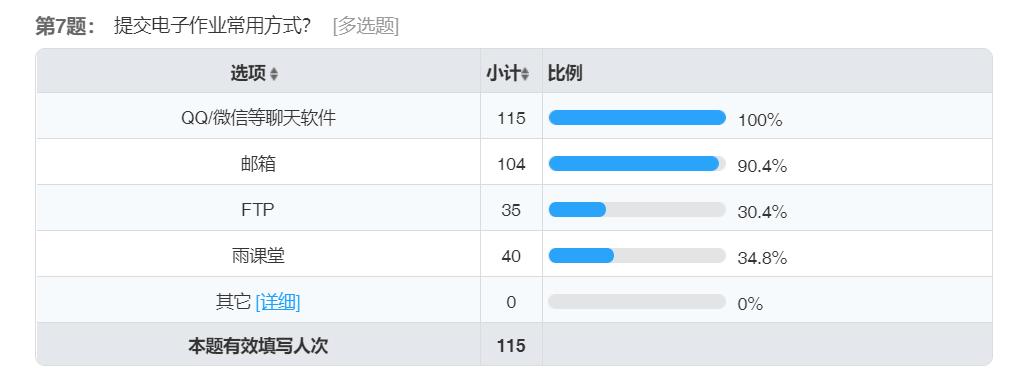 第7题： 提交电子作业常用方式? [多选题]
选项 小计 比例
QQ/微信等聊天软件 115 100%
邮箱 104 90.4%
FTP 35 30.4%
雨课堂 40 34.8%
其它 [详细] 0 0%
本题有效填写人次 115